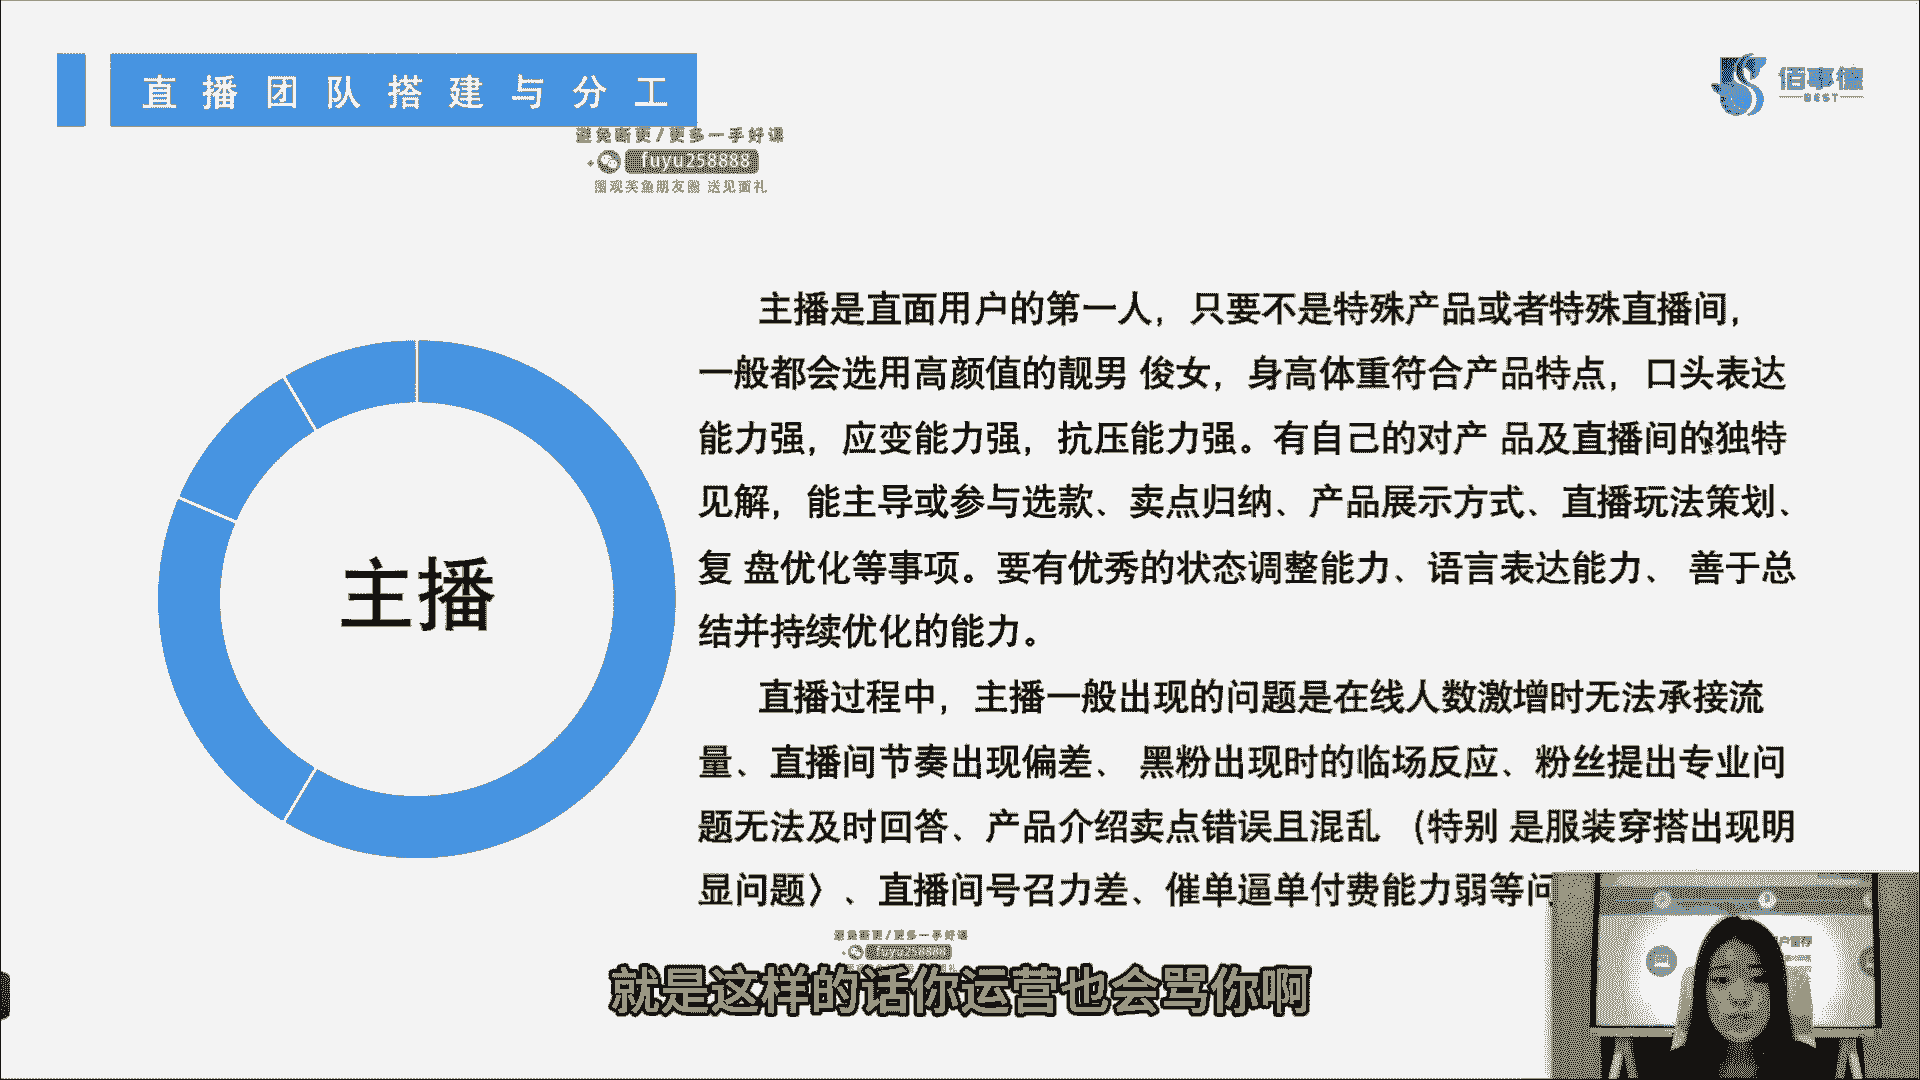 直播团队搭建与分工
佰事德
BEST
避免断更/更多一手好课
fuyu258888
围观芙鱼朋友圈 送见面礼
主播是直面用户的第一人，只要不是特殊产品或者特殊直播间，
一般都会选用高颜值的靓男 俊女，身高体重符合产品特点，口头表达
能力强，应变能力强，抗压能力强。有自己的对产 品及直播间的独特
见解，能主导或参与选款、卖点归纳、产品展示方式、直播玩法策划、
复 盘优化等事项。要有优秀的状态调整能力、语言表达能力、 善于总
结并持续优化的能力。
主播
直播过程中，主播一般出现的问题是在线人数激增时无法承接流
量、直播间节奏出现偏差、 黑粉出现时的临场反应、粉丝提出专业问
题无法及时回答、产品介绍卖点错误且混乱 （特别 是服装穿搭出现明
显问题〉、直播间号召力差、催单逼单付费能力弱等问
避免断更/更多一手好课
fuyu258888
就是这样的话你运营也会骂你啊